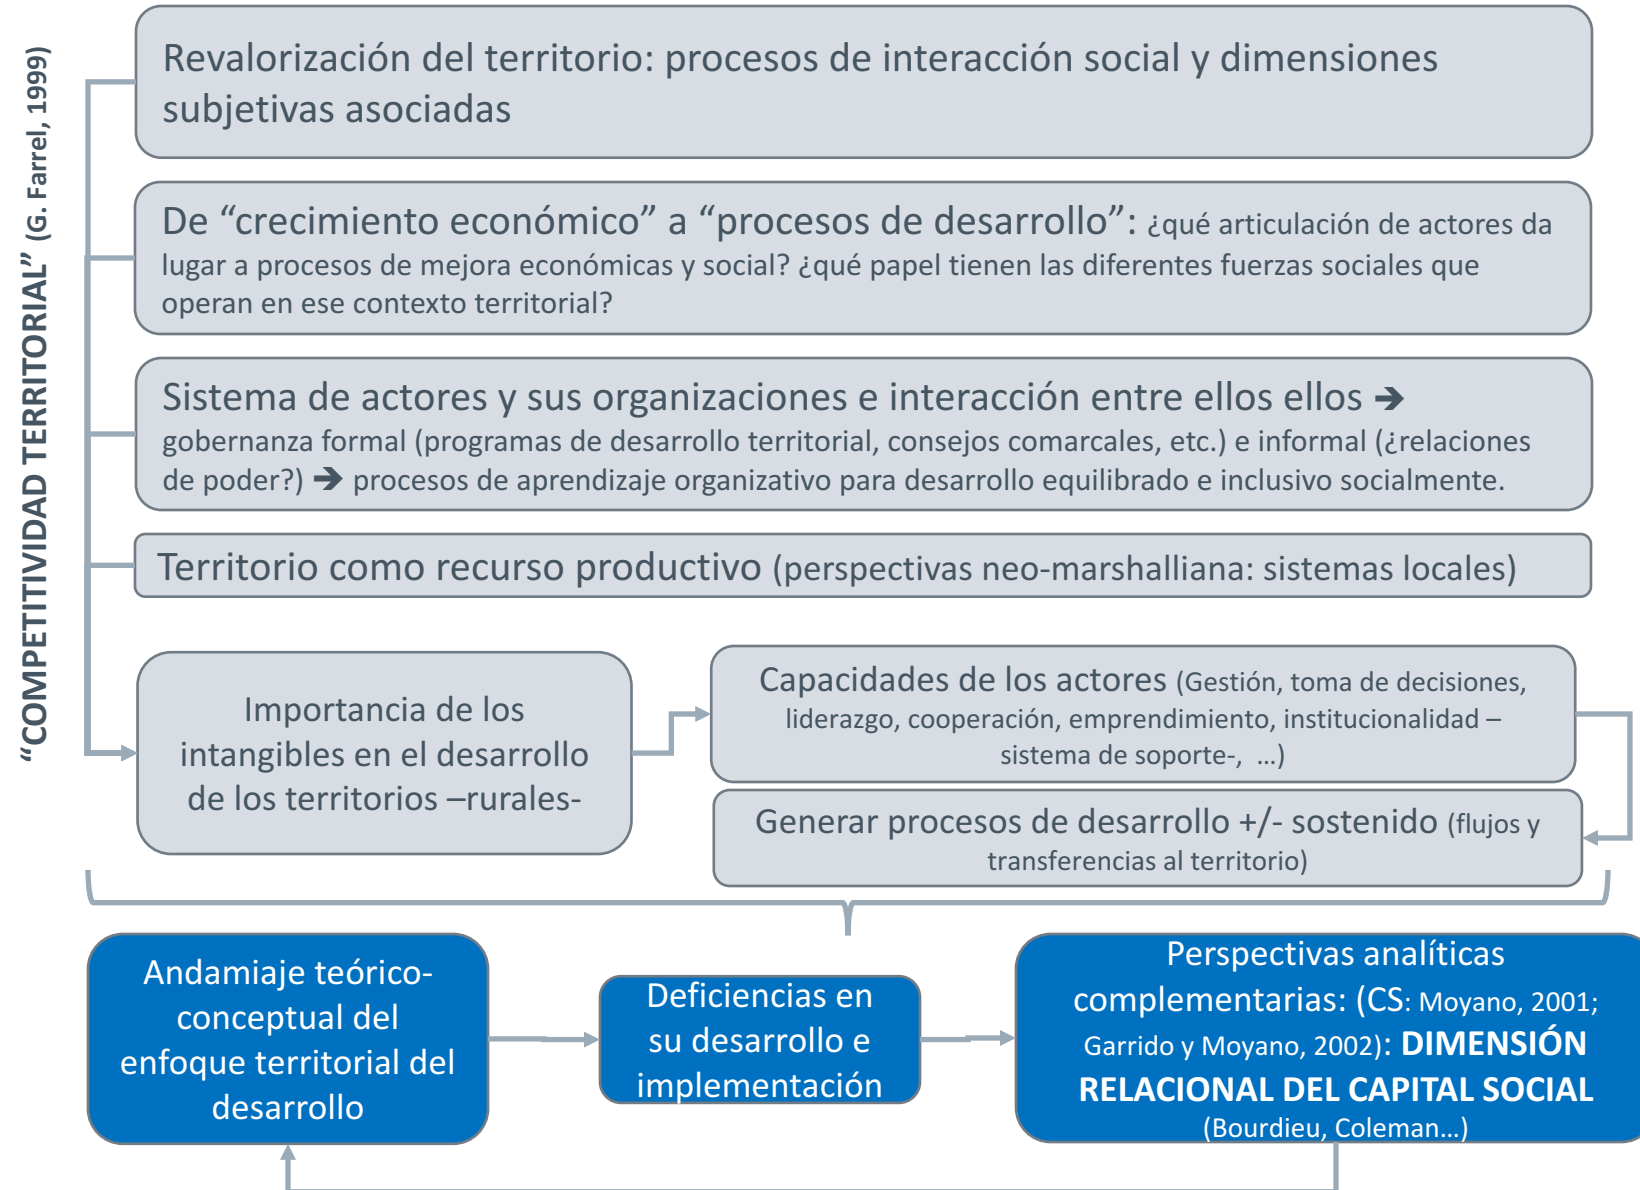 “COMPETITIVIDAD TERRITORIAL” (G. Farrel, 1999)
Revalorización del territorio: procesos de interacción social y dimensiones
subjetivas asociadas
De “crecimiento económico” a “procesos de desarrollo”: ¿qué articulación de actores da
lugar a procesos de mejora económicas y social? ¿qué papel tienen las diferentes fuerzas sociales que
operan en ese contexto territorial?
Sistema de actores y sus organizaciones e interacción entre ellos ellos ➔
gobernanza formal (programas de desarrollo territorial, consejos comarcales, etc.) e informal (¿relaciones
de poder?) ➔ procesos de aprendizaje organizativo para desarrollo equilibrado e inclusivo socialmente.
Territorio como recurso productivo (perspectivas neo-marshalliana: sistemas locales)
Importancia de los
intangibles en el desarrollo
de los territorios –rurales-
Capacidades de los actores (Gestión, toma de decisiones,
liderazgo, cooperación, emprendimiento, institucionalidad –
sistema de soporte-, …)
Generar procesos de desarrollo +/- sostenido (flujos y
transferencias al territorio)
Andamiaje teórico-
conceptual del
enfoque territorial del
desarrollo
Deficiencias en
su desarrollo e
implementación
Perspectivas analíticas
complementarias: (CS: Moyano, 2001;
Garrido y Moyano, 2002): DIMENSIÓN
RELACIONAL DEL CAPITAL SOCIAL
(Bourdieu, Coleman…)